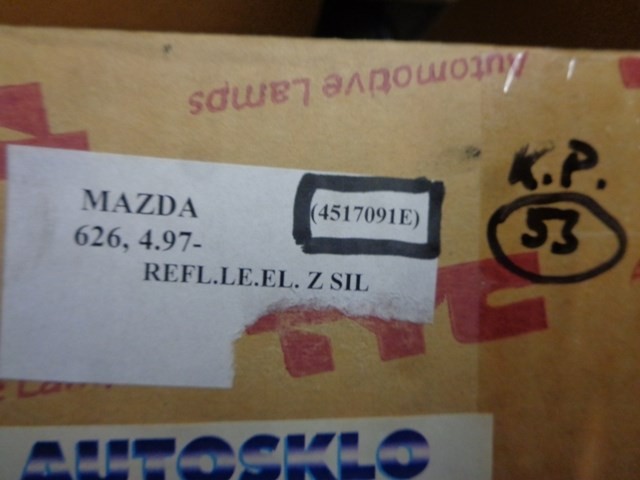 Automotive Lamps
K.P.
53
MAZDA
(4517091E)
626, 4.97-
REFL.LE.EL. Z SIL
AUTOSKLO